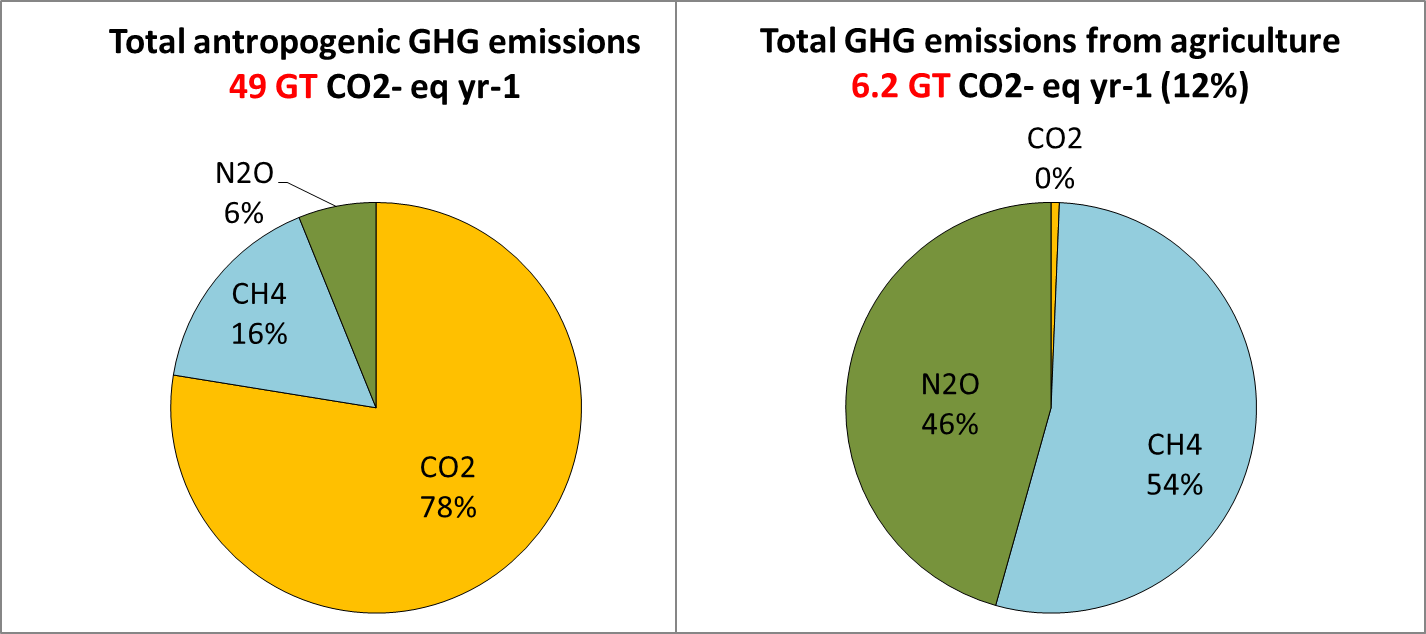 Total antropogenic GHG emissions
49 GT CO2- eq yr-1
N2O
6%
CH4
16%
CO2
78%
Total GHG emissions from agriculture
6.2 GT CO2- eq yr-1 (12%)
CO2
0%
N2O
46%
CH4
54%